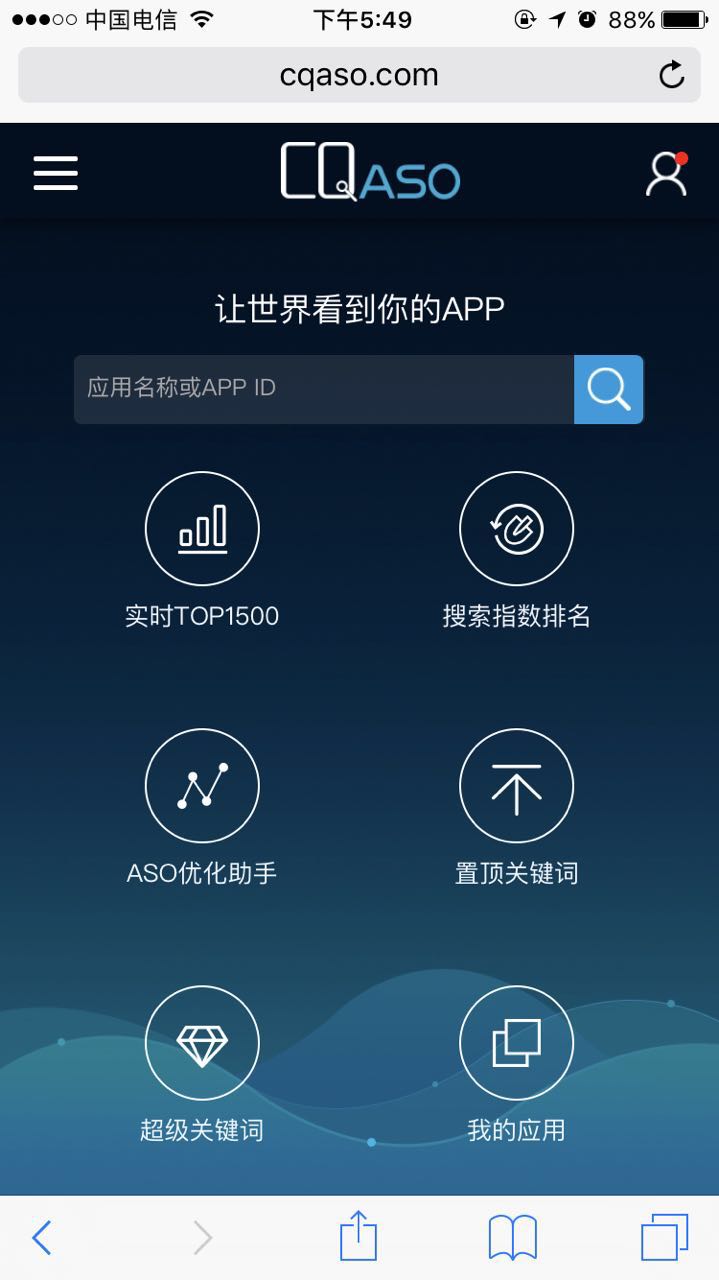 中国电信 下午5:49 88%
cqaso.com
CQASO
让世界看到你的APP
应用名称或APP ID
实时TOP1500 搜索指数排名
ASO优化助手 置顶关键词
超级关键词 我的应用